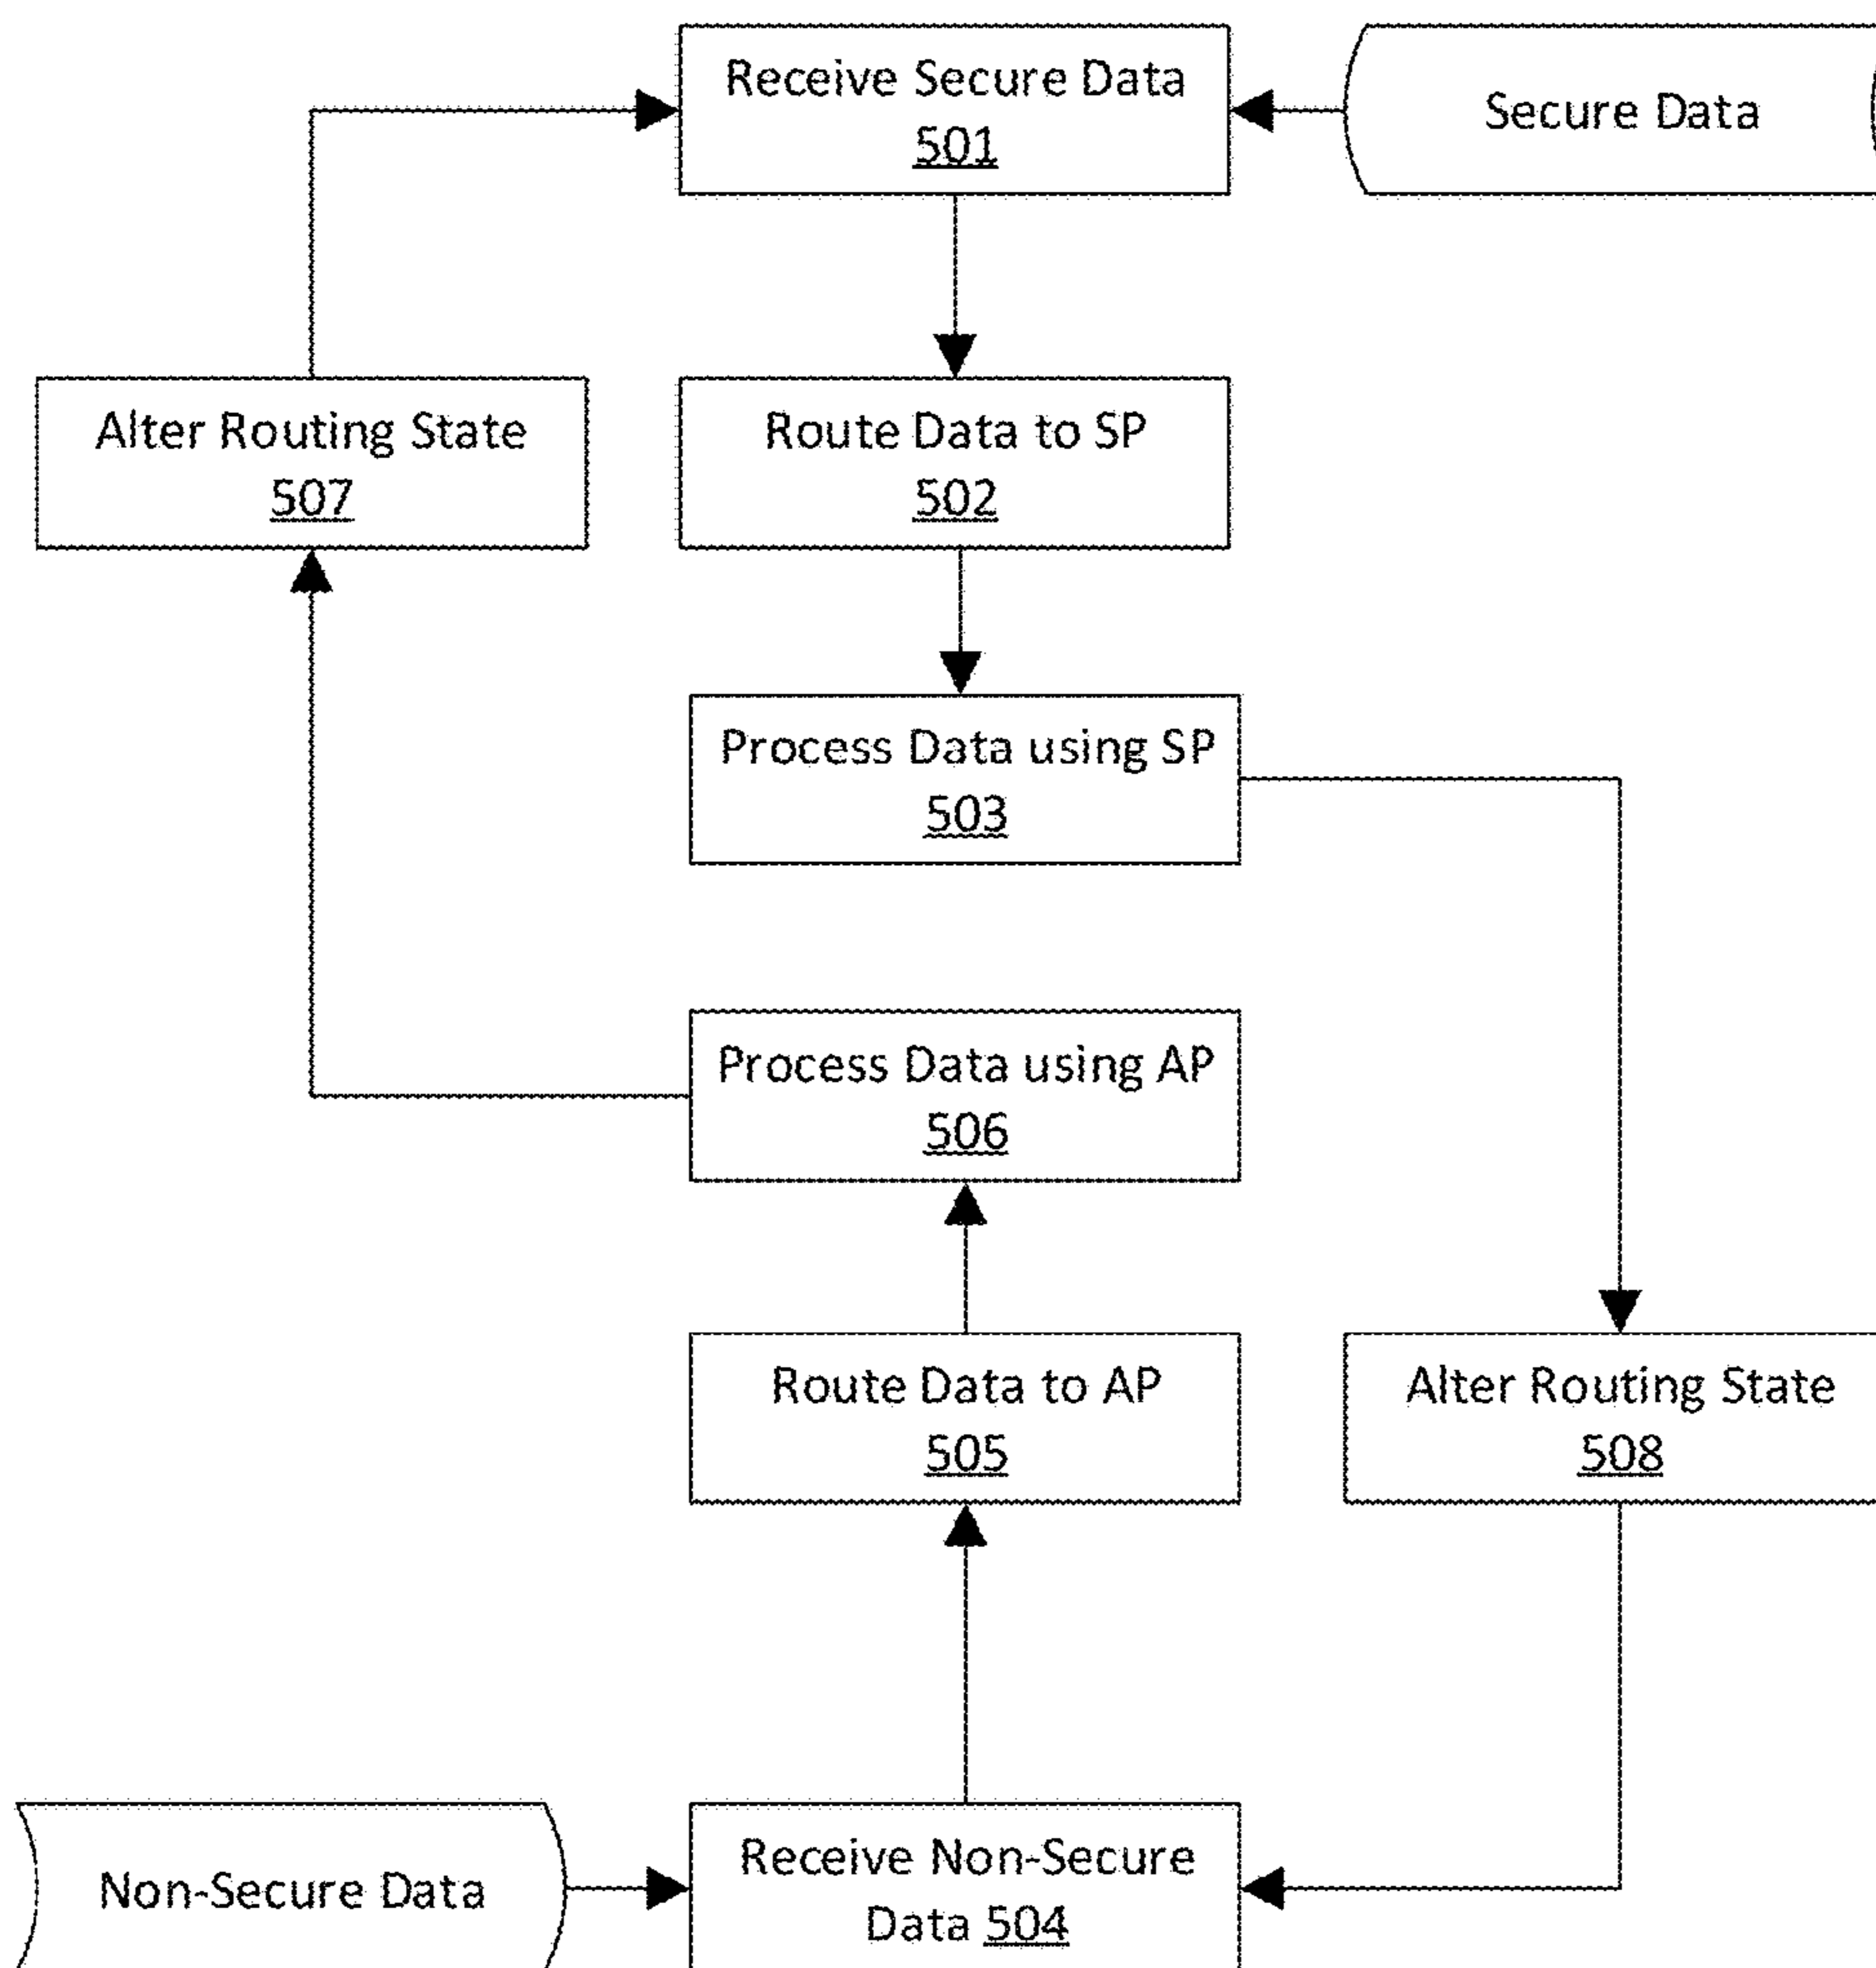 Receive Secure Data
501
Secure Data
Alter Routing State
507
Route Data to SP
502
Process Data using SP
503
Process Data using AP
506
Route Data to AP
505
Alter Routing State
508
Non-Secure Data
Receive Non-Secure
Data 504